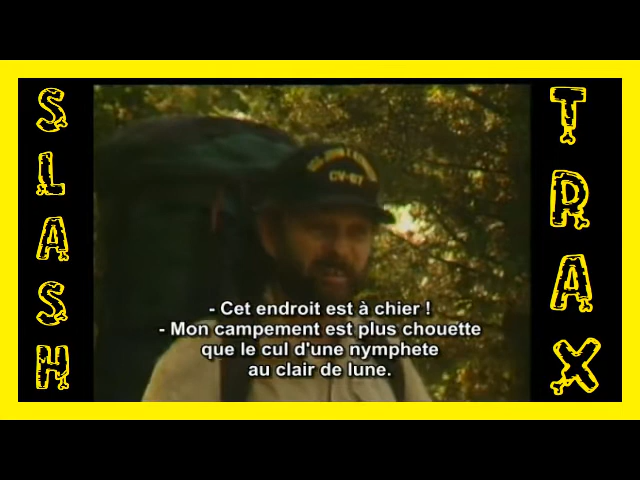 SLASH
TRAX
CV-67
- Cet endroit est à chier !
- Mon campement est plus chouette
que le cul d'une nymphete
au clair de lune.